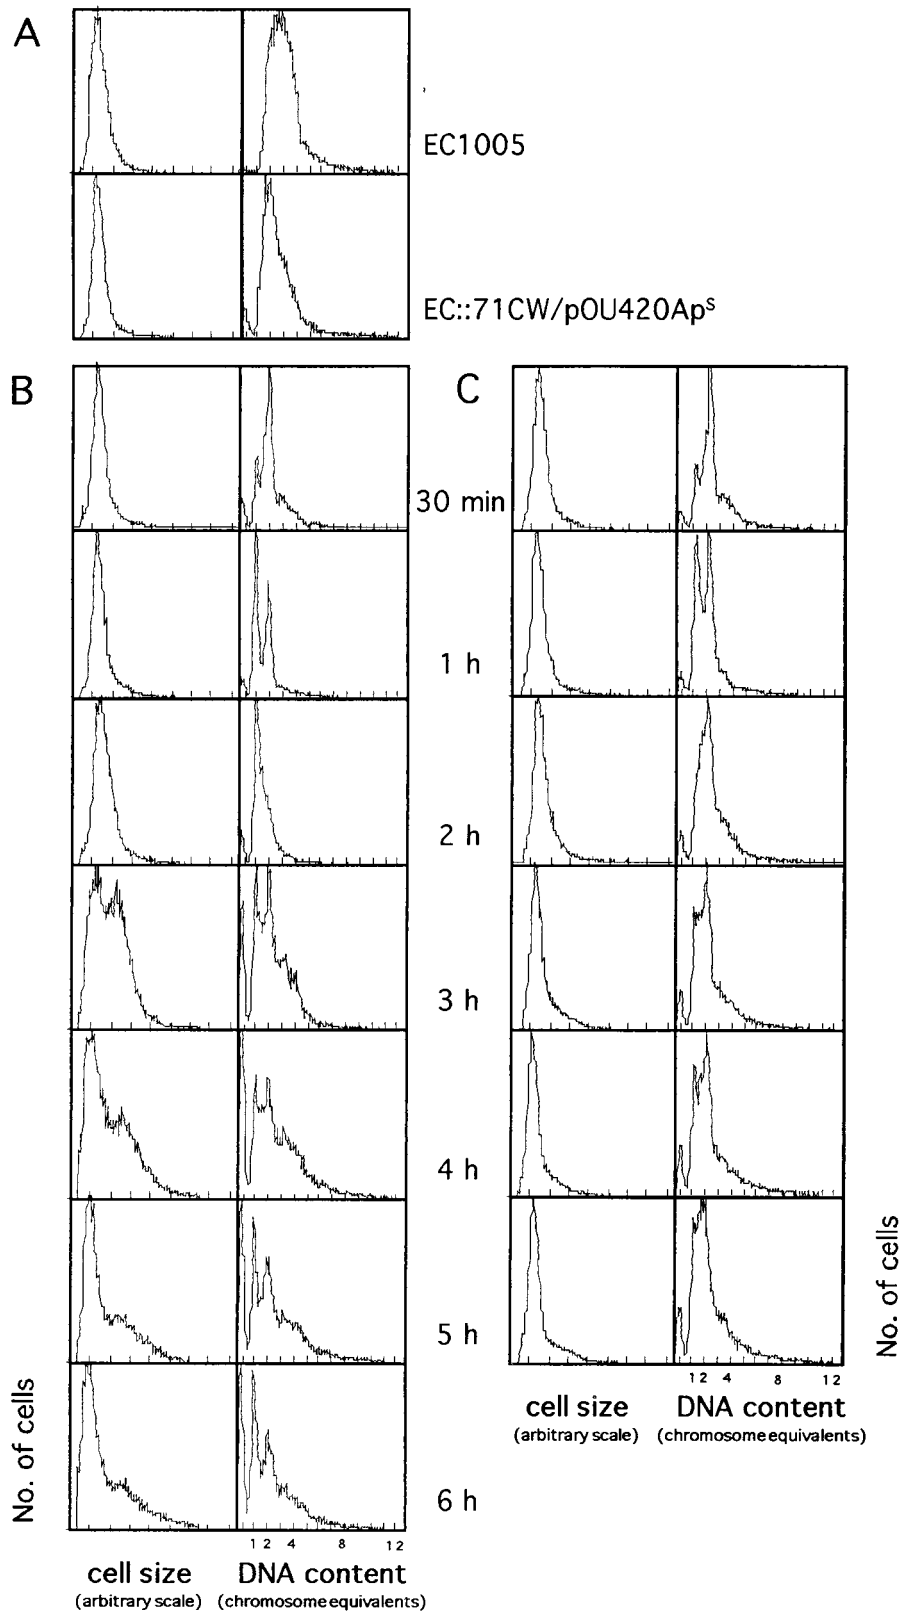 A
EC1005
EC::71CW/pOU420Apˢ
B
C
30 min
1 h
2 h
3 h
4 h
5 h
6 h
No. of cells
1 2 4 8 12
cell size
(arbitrary scale)
DNA content
(chromosome equivalents)
No. of cells
1 2 4 8 12
cell size
(arbitrary scale)
DNA content
(chromosome equivalents)